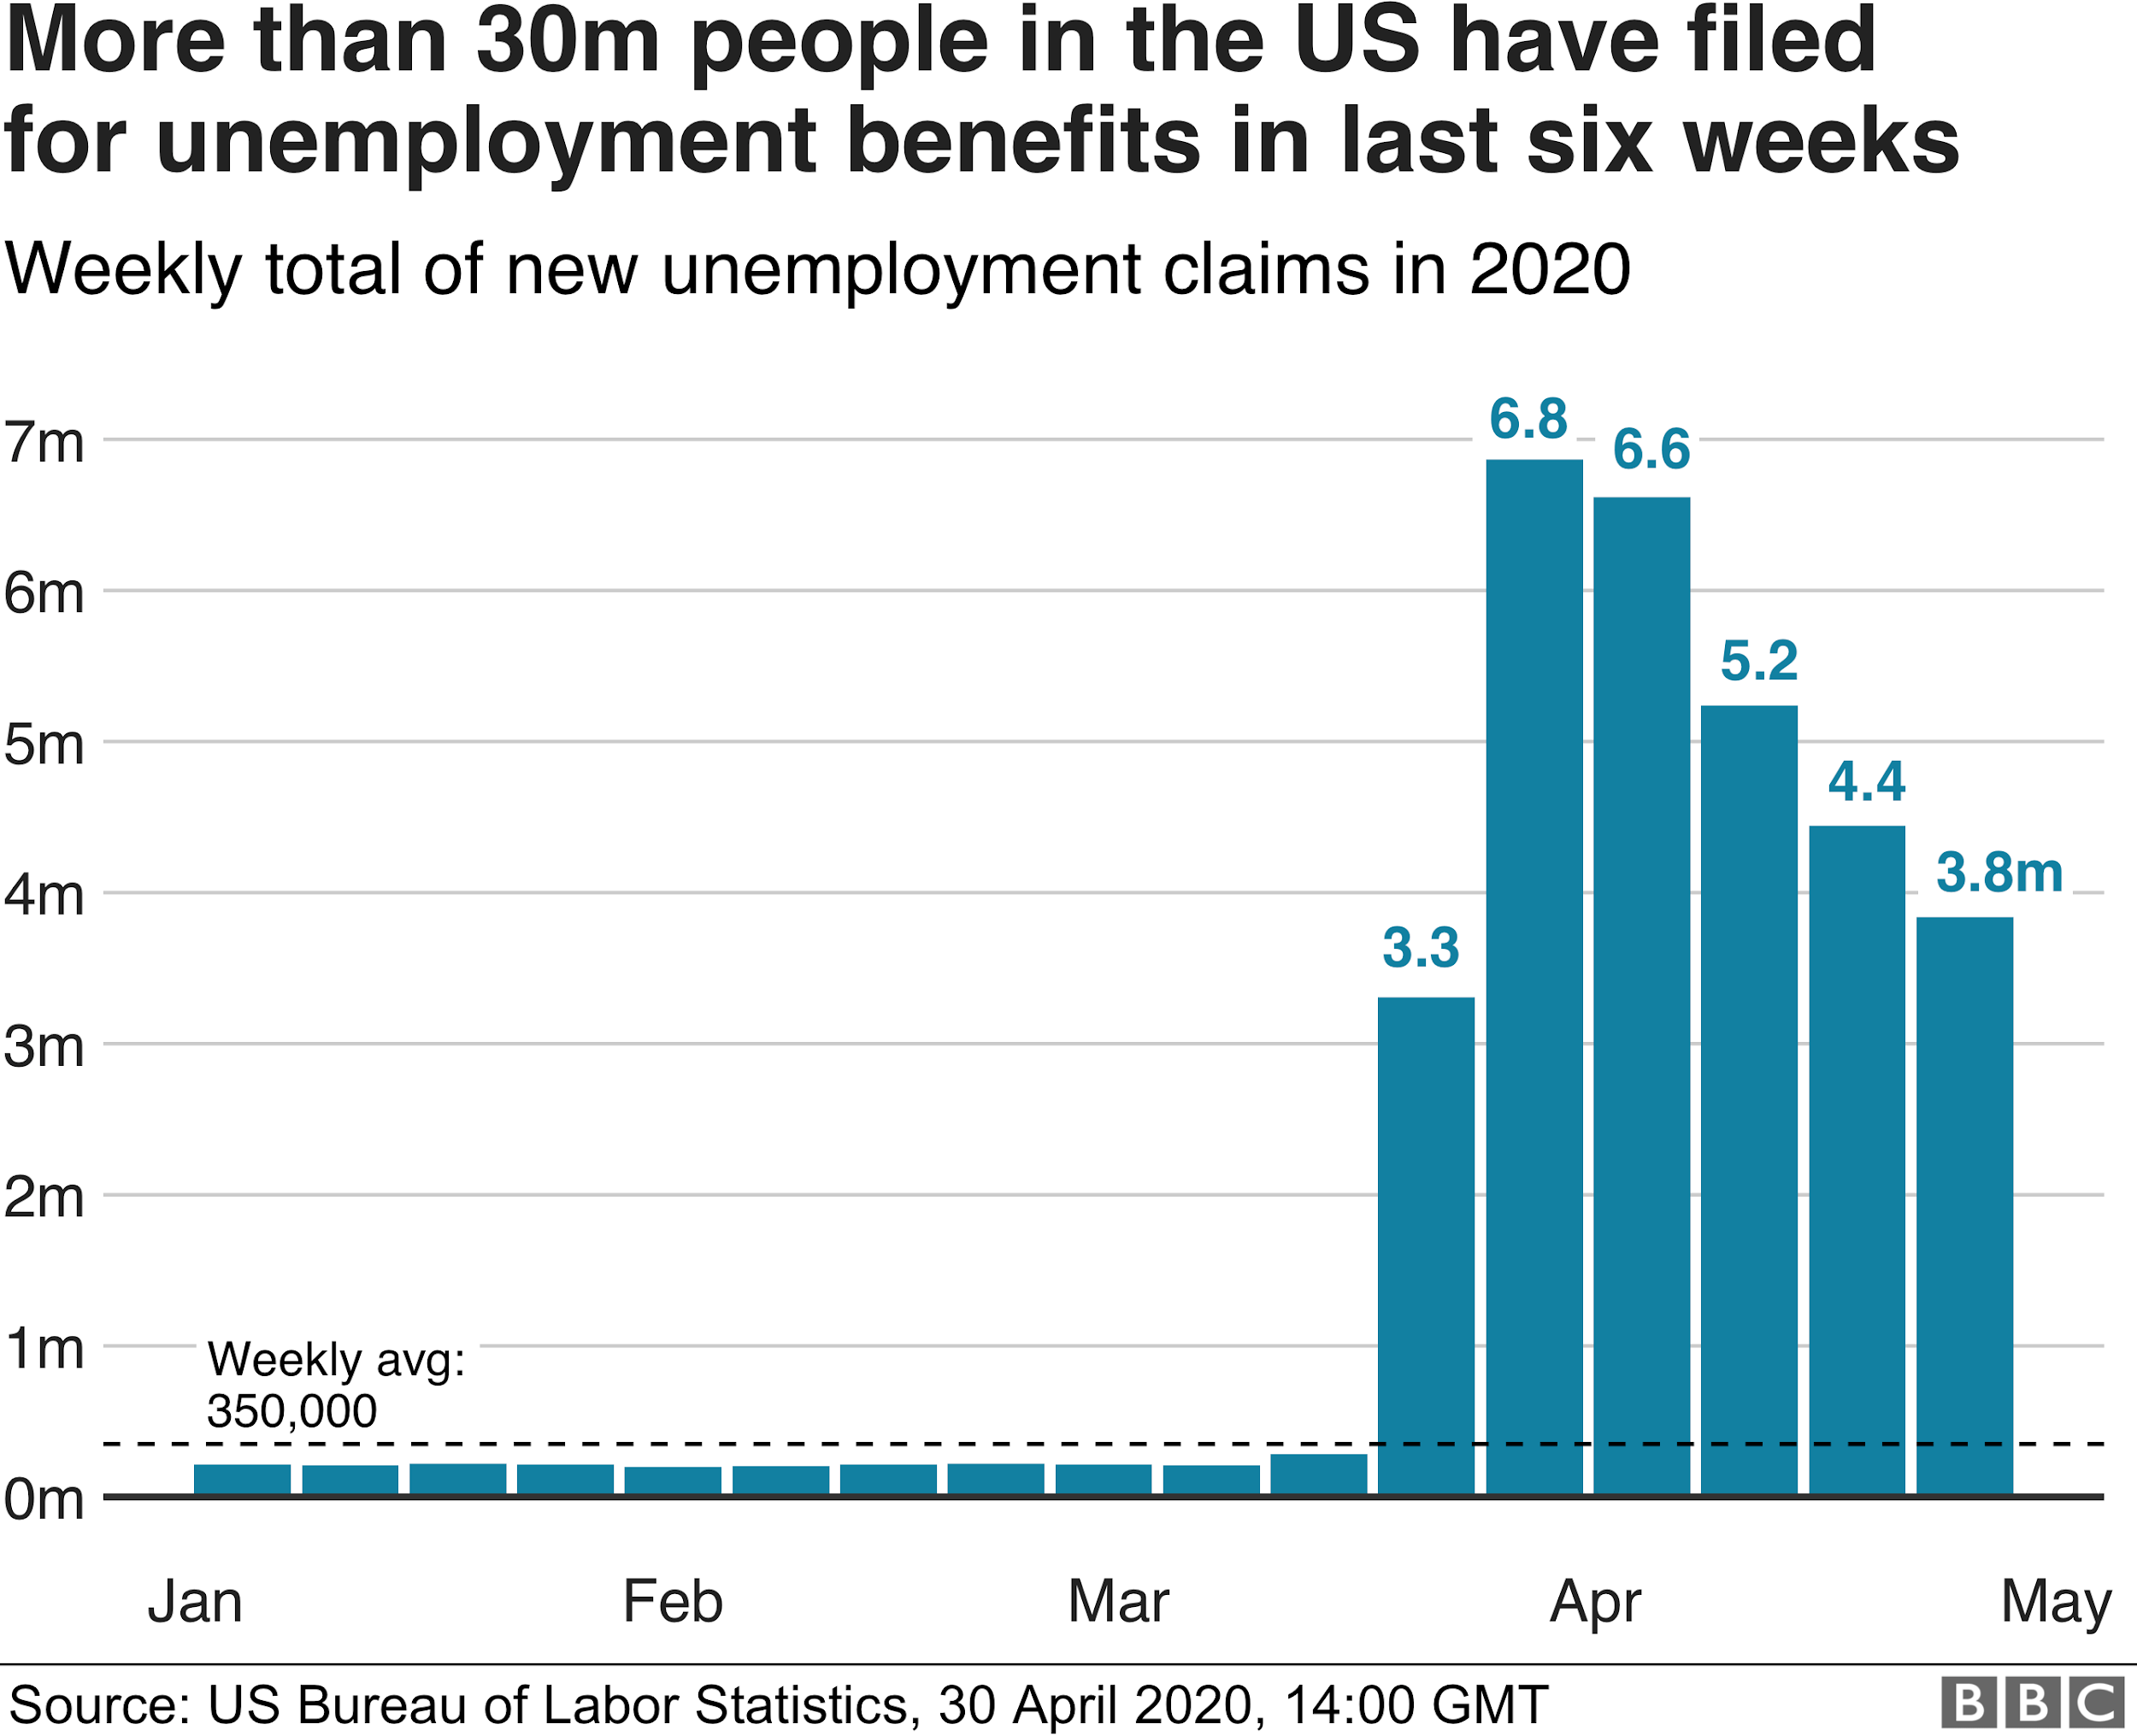 More than 30m people in the US have filed
for unemployment benefits in last six weeks
Weekly total of new unemployment claims in 2020
7m
6m
5m
4m
3m
2m
1m
0m
6.8
6.6
5.2
4.4
3.8m
3.3
Weekly avg:
350,000
Jan Feb Mar Apr May
Source: US Bureau of Labor Statistics, 30 April 2020, 14:00 GMT
BBC